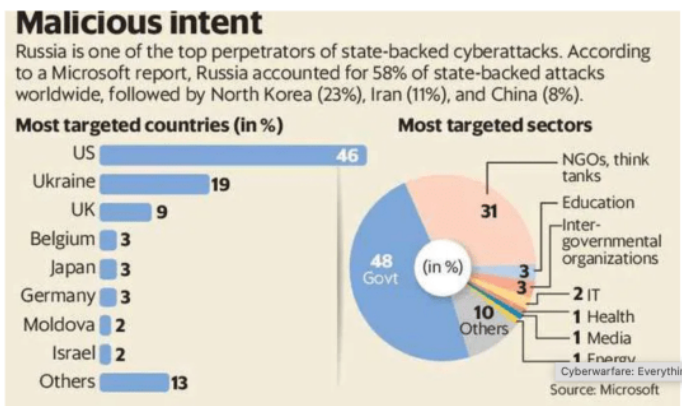 Malicious intent
Russia is one of the top perpetrators of state-backed cyberattacks. According
to a Microsoft report, Russia accounted for 58% of state-backed attacks
worldwide, followed by North Korea (23%), Iran (11%), and China (8%).
Most targeted countries (in %)
US 46
Ukraine 19
UK 9
Belgium 3
Japan 3
Germany 3
Moldova 2
Israel 2
Others 13
Most targeted sectors
NGOs, think
tanks
31
Education
3
Inter-
governmental
organizations
3
2 IT
1 Health
1 Media
1 Energy
10
Others
48
Govt
(in %)
Cyberwarfare: Everythi
Source: Microsoft